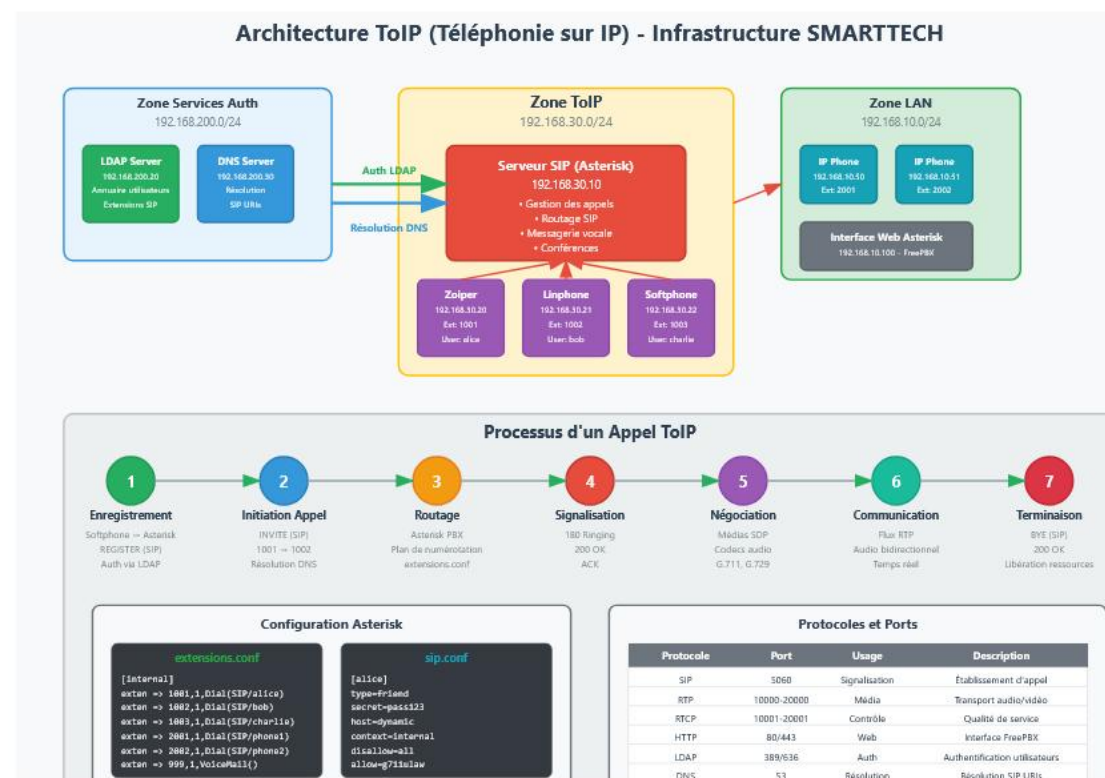 Architecture ToIP (Téléphonie sur IP) - Infrastructure SMARTTECH
Zone Services Auth
192.168.200.0/24
LDAP Server
192.168.200.20
Annuaire utilisateurs
Extensions SIP
DNS Server
192.168.200.30
Résolution
SIP URIs
Auth LDAP
Résolution DNS
Zone ToIP
192.168.30.0/24
Serveur SIP (Asterisk)
192.168.30.10
• Gestion des appels
• Routage SIP
• Messagerie vocale
• Conférences
Zoiper
192.168.30.20
Ext: 1001
User: alice
Linphone
192.168.30.21
Ext: 1002
User: bob
Softphone
192.168.30.22
Ext: 1003
User: charlie
Zone LAN
192.168.10.0/24
IP Phone
192.168.10.50
Ext: 2001
IP Phone
192.168.10.51
Ext: 2002
Interface Web Asterisk
192.168.10.100 - FreePBX
Processus d'un Appel ToIP
1
Enregistrement
Softphone → Asterisk
REGISTER (SIP)
Auth via LDAP
2
Initiation Appel
INVITE (SIP)
1001 → 1002
Résolution DNS
3
Routage
Asterisk PBX
Plan de numérotation
extensions.conf
4
Signalisation
180 Ringing
200 OK
ACK
5
Négociation
Médias SDP
Codecs audio
G.711, G.729
6
Communication
Flux RTP
Audio bidirectionnel
Temps réel
7
Terminaison
BYE (SIP)
200 OK
Libération ressources
Configuration Asterisk
extensions.conf
[internal]
exten => 1001,1,Dial(SIP/alice)
exten => 1002,1,Dial(SIP/bob)
exten => 1003,1,Dial(SIP/charlie)
exten => 2001,1,Dial(SIP/phone1)
exten => 2002,1,Dial(SIP/phone2)
exten => 999,1,VoiceMail()
sip.conf
[alice]
type=friend
secret=pass123
host=dynamic
context=internal
disallow=all
allow=g711ulaw
Protocoles et Ports
Protocole Port Usage Description
SIP 5060 Signalisation Établissement d'appel
RTP 10000-20000 Média Transport audio/vidéo
RTCP 10001-20001 Contrôle Qualité de service
HTTP 80/443 Web Interface FreePBX
LDAP 389/636 Auth Authentification utilisateurs
DNS 53 Résolution Résolution SIP URIs